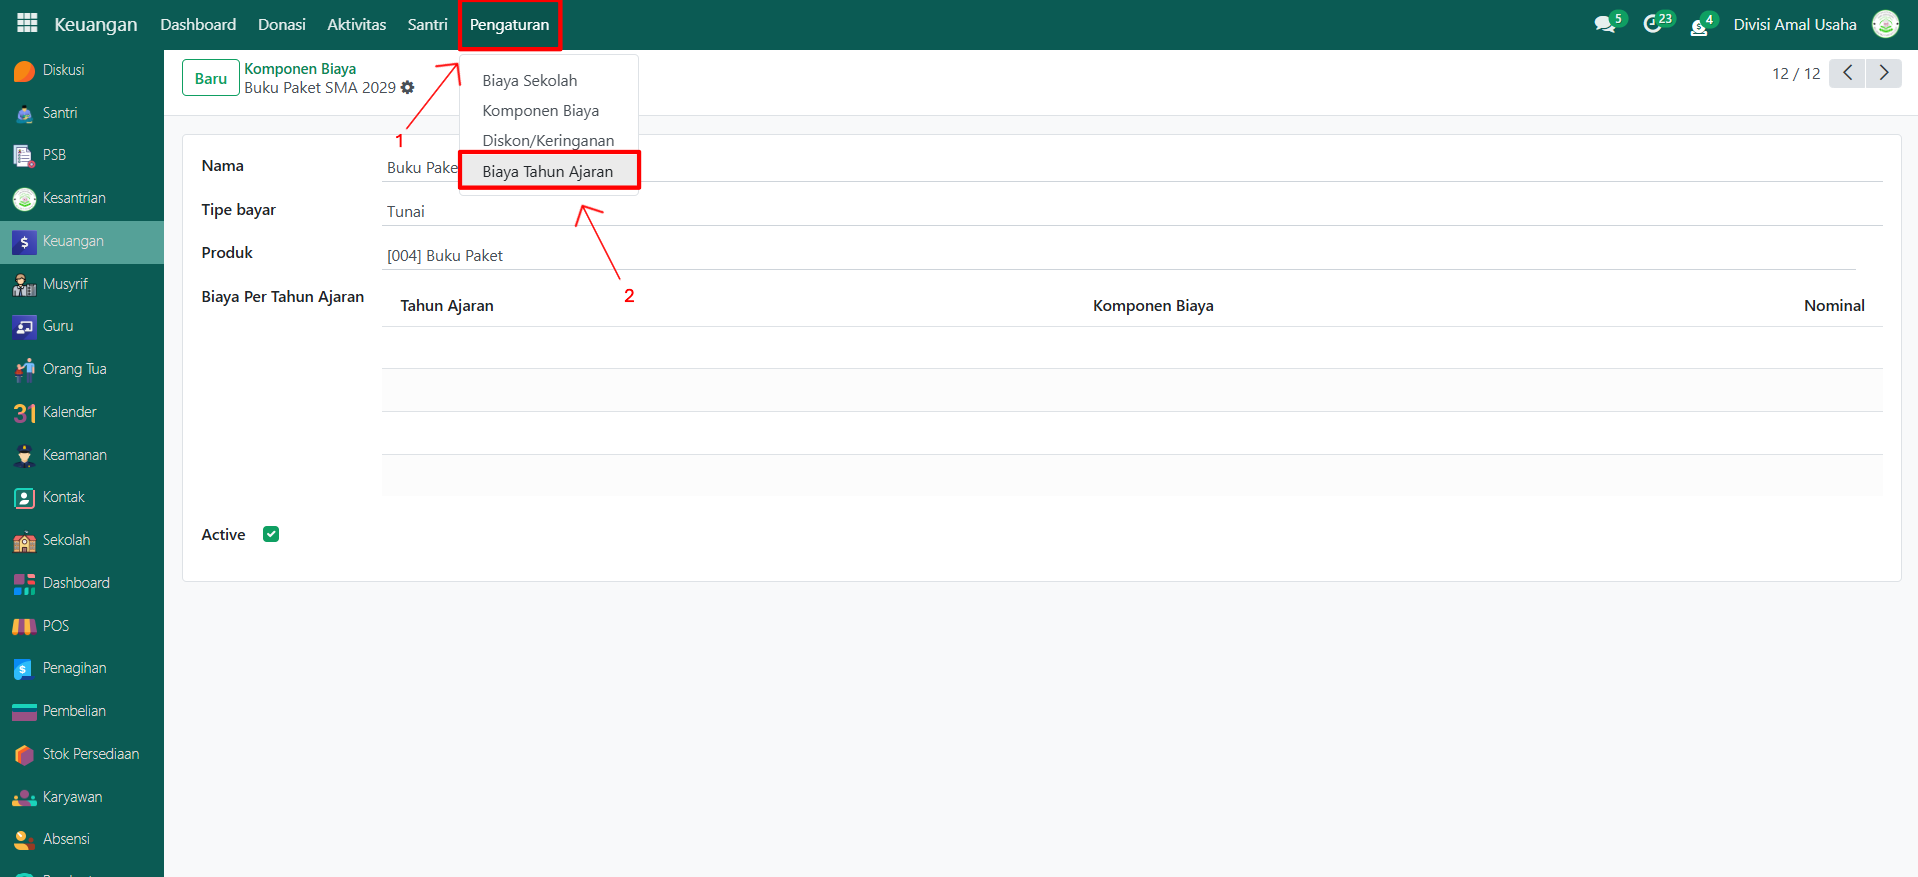 Keuangan Dashboard Donasi Aktivitas Santri Pengaturan 5 23 4 Divisi Amal Usaha
Diskusi
Santri
PSB
Kesantrian
$ Keuangan
Musyrif
Guru
Orang Tua
31 Kalender
Keamanan
Kontak
Sekolah
Dashboard
POS
$ Penagihan
Pembelian
Stok Persediaan
Karyawan
Absensi
Baru
Komponen Biaya
Buku Paket SMA 2029
12 / 12
Biaya Sekolah
Komponen Biaya
Diskon/Keringanan
Biaya Tahun Ajaran
1
2
Nama Buku Pake
Tipe bayar Tunai
Produk [004] Buku Paket
Biaya Per Tahun Ajaran
Tahun Ajaran Komponen Biaya Nominal
Active